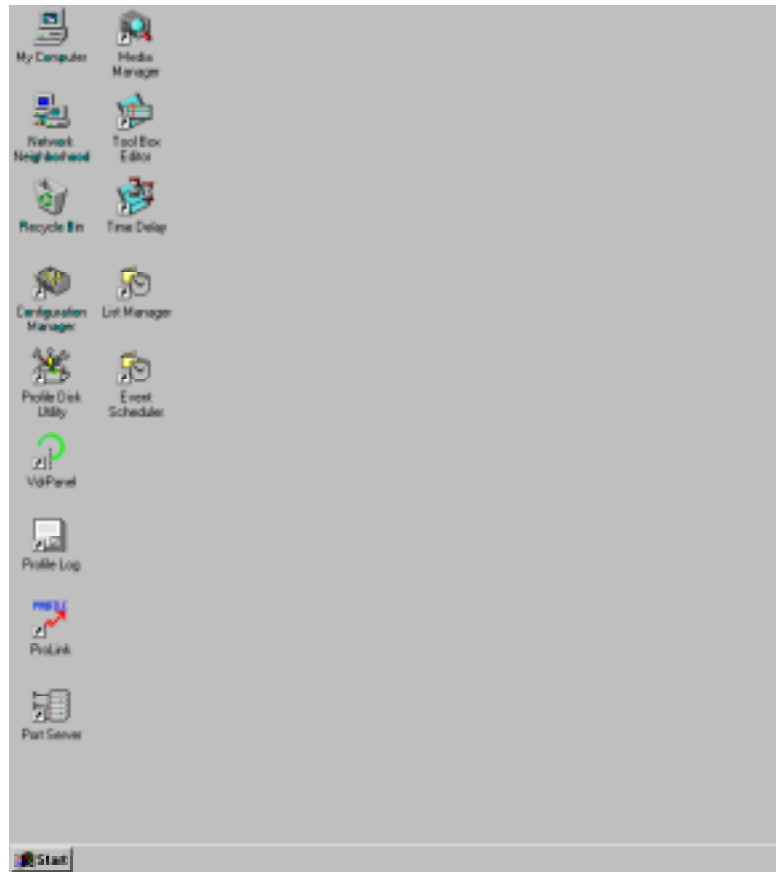 My Computer
Media
Manager
Network
Neighborhood
Tool Box
Editor
Recycle Bin
Time Delay
Configuration
Manager
List Manager
Profile Disk
Utility
Event
Scheduler
VdrPanel
Profile Log
PROFILE
ProLink
Port Server
Start